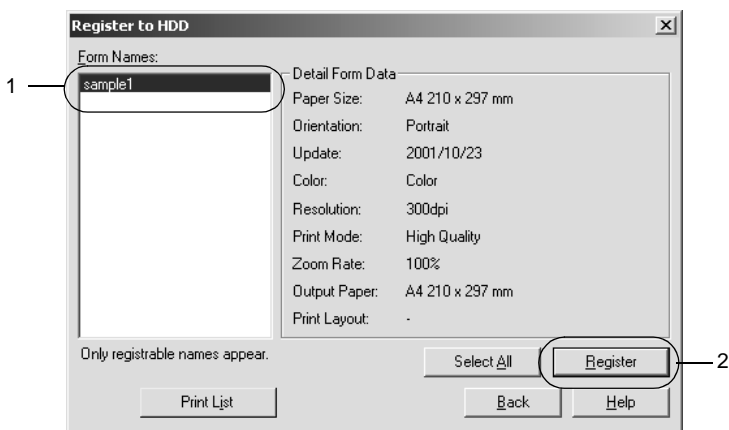 Register to HDD
Form Names:
1
sample1
Detail Form Data
Paper Size: A4 210 x 297 mm
Orientation: Portrait
Update: 2001/10/23
Color: Color
Resolution: 300dpi
Print Mode: High Quality
Zoom Rate: 100%
Output Paper: A4 210 x 297 mm
Print Layout: -
Only registrable names appear.
Select All
Register
2
Print List
Back
Help